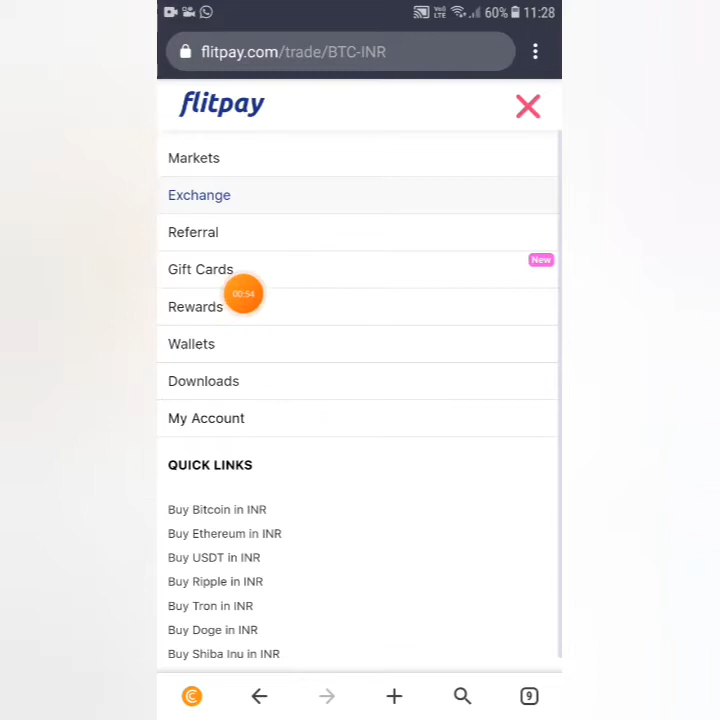 60% 11:28
flitpay.com/trade/BTC-INR
flitpay
Markets
Exchange
Referral
Gift Cards
New
00:54
Rewards
Wallets
Downloads
My Account
QUICK LINKS
Buy Bitcoin in INR
Buy Ethereum in INR
Buy USDT in INR
Buy Ripple in INR
Buy Tron in INR
Buy Doge in INR
Buy Shiba Inu in INR
9